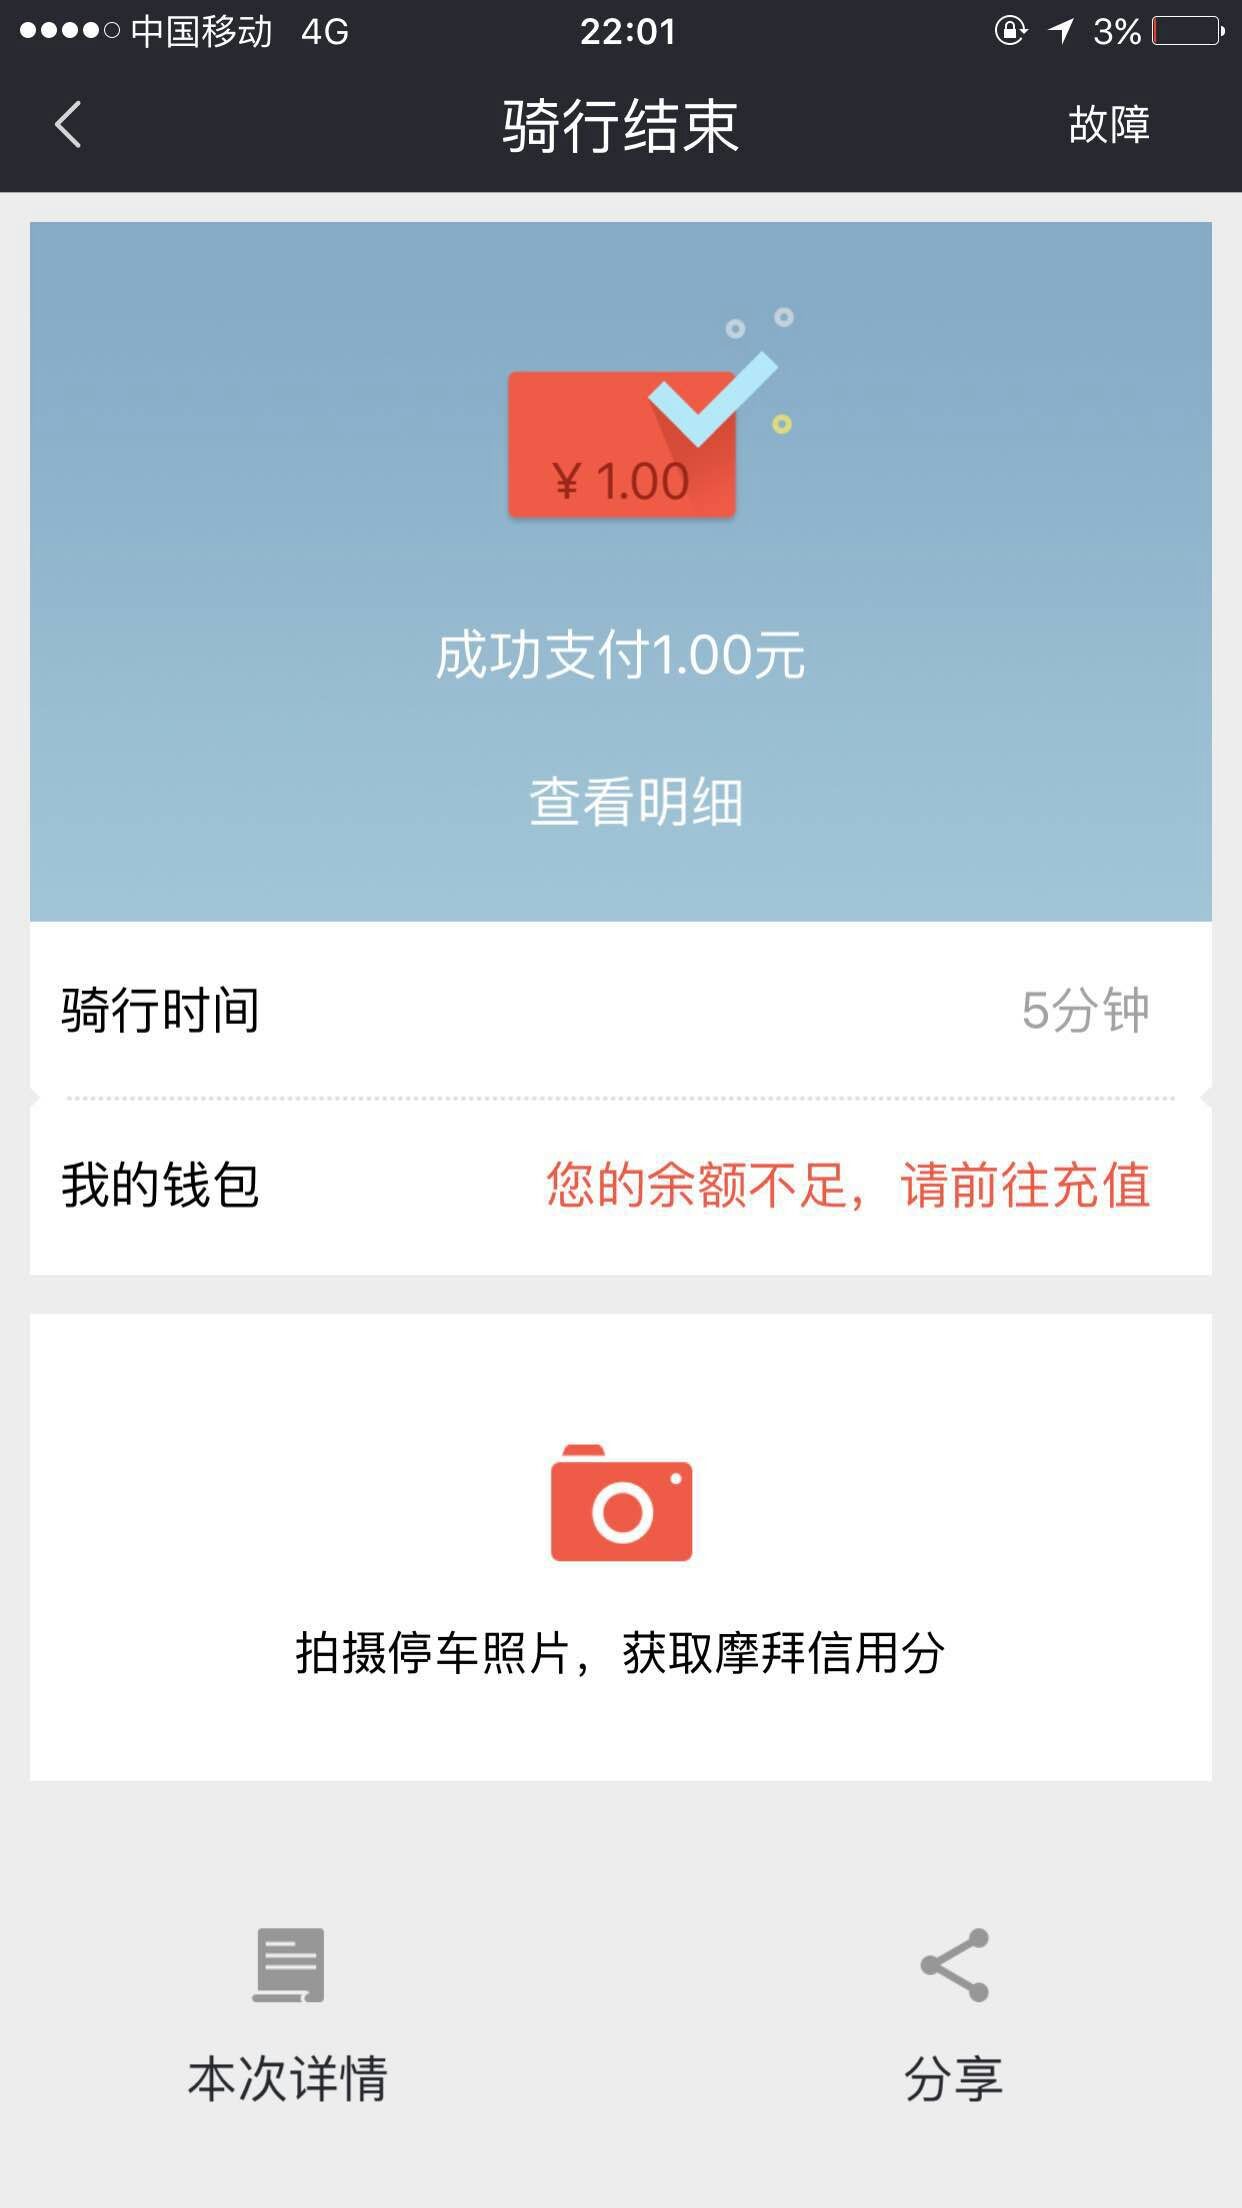 中国移动 4G 22:01 3%
骑行结束 故障
¥ 1.00
成功支付1.00元
查看明细
骑行时间 5分钟
我的钱包 您的余额不足，请前往充值
拍摄停车照片，获取摩拜信用分
本次详情 分享